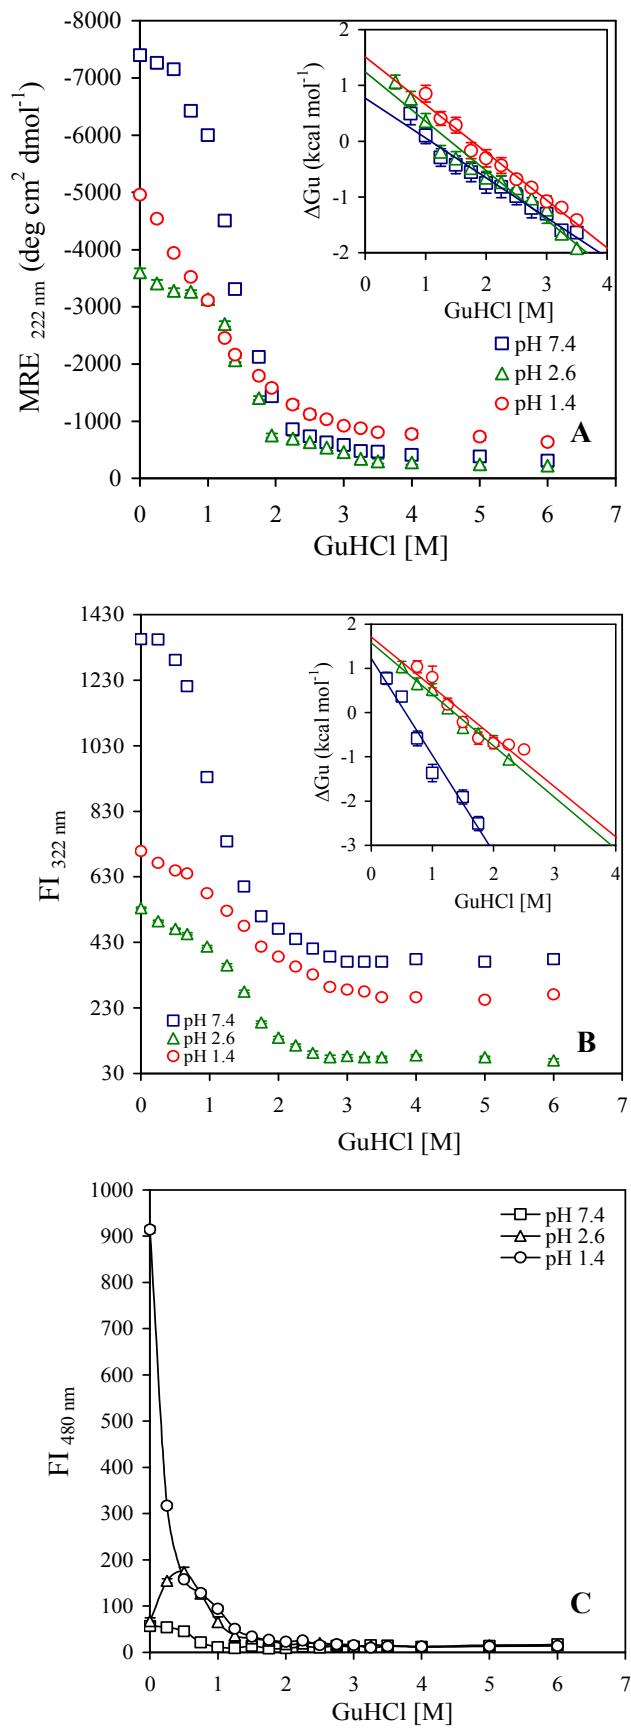 -8000
-7000
-6000
-5000
-4000
-3000
-2000
-1000
0
MRE 222 nm (deg cm² dmol⁻¹)
0 1 2 3 4 5 6 7
GuHCl [M]
2
1
0
-1
-2
ΔGu (kcal mol⁻¹)
0 1 2 3 4
GuHCl [M]
pH 7.4
pH 2.6
pH 1.4
A
1430
1230
1030
830
630
430
230
30
FI 322 nm
0 1 2 3 4 5 6 7
GuHCl [M]
2
1
0
-1
-2
-3
ΔGu (kcal mol⁻¹)
0 1 2 3 4
GuHCl [M]
pH 7.4
pH 2.6
pH 1.4
B
1000
900
800
700
600
500
400
300
200
100
0
FI 480 nm
0 1 2 3 4 5 6 7
GuHCl [M]
pH 7.4
pH 2.6
pH 1.4
C